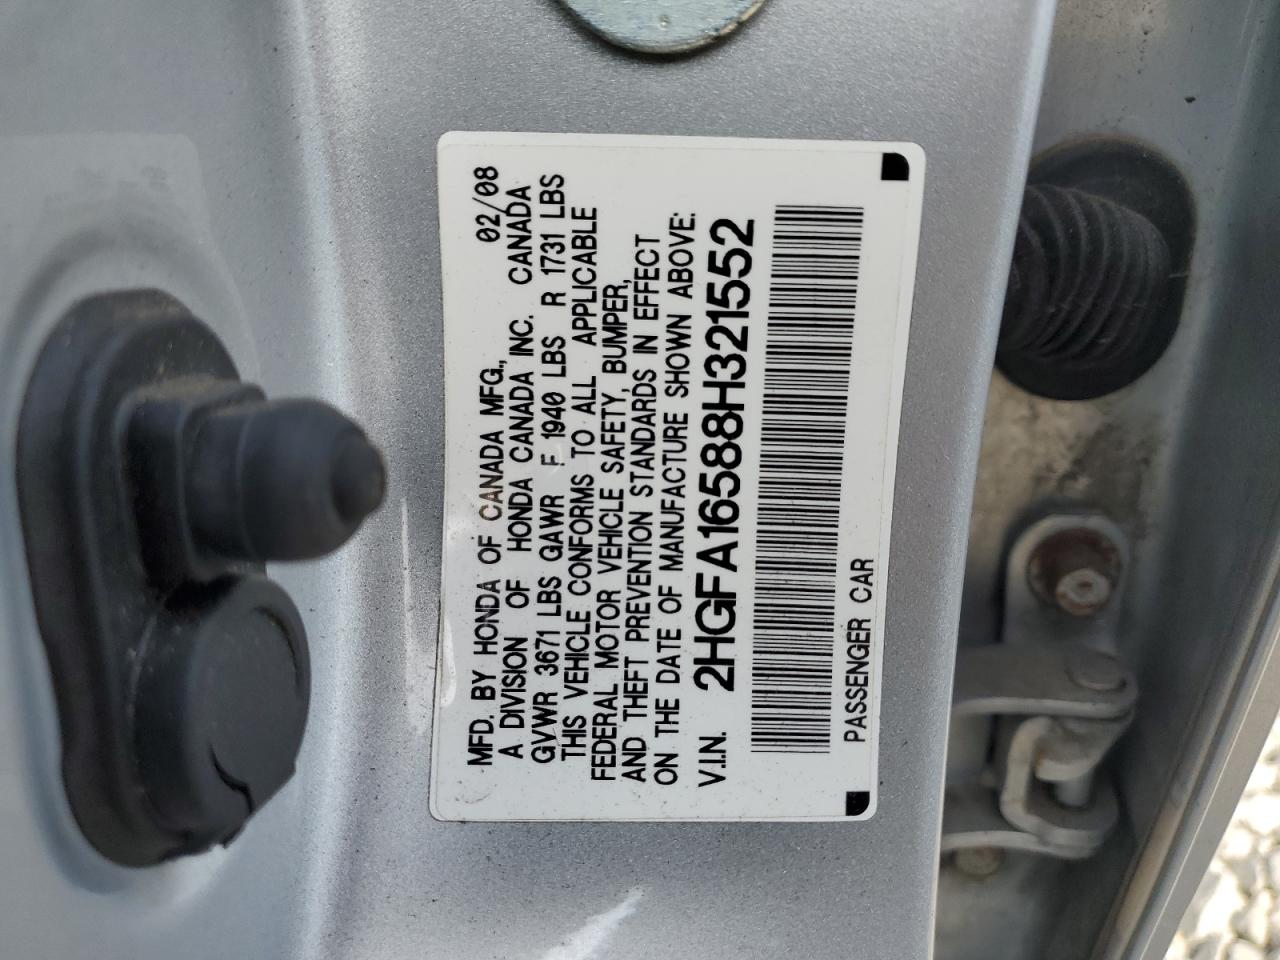 MFD. BY HONDA OF CANADA MFG., 02/08
A DIVISION OF HONDA CANADA INC. CANADA
GVWR 3671 LBS GAWR F 1940 LBS R 1731 LBS
THIS VEHICLE CONFORMS TO ALL APPLICABLE
FEDERAL MOTOR VEHICLE SAFETY, BUMPER,
AND THEFT PREVENTION STANDARDS IN EFFECT
ON THE DATE OF MANUFACTURE SHOWN ABOVE:
V.I.N. 2HGFA16588H321552
PASSENGER CAR